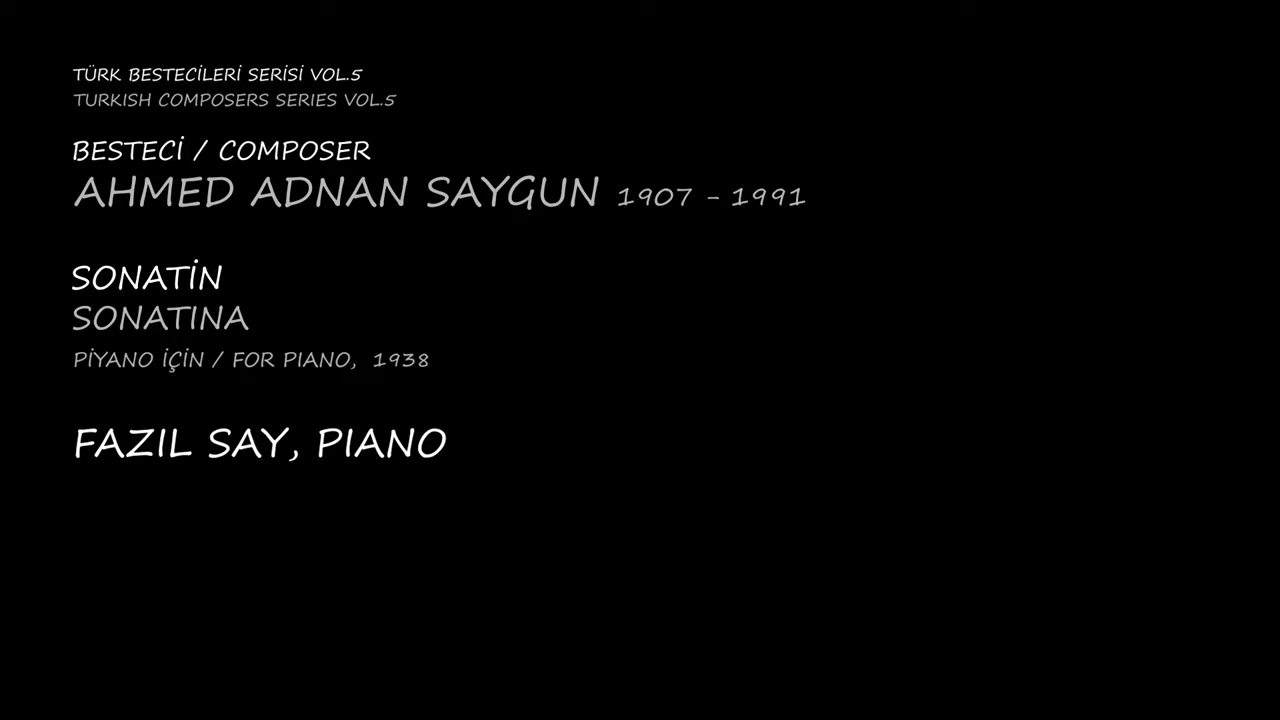 TÜRK BESTECİLERİ SERİSİ VOL.5
TURKISH COMPOSERS SERIES VOL.5
BESTECİ / COMPOSER
AHMED ADNAN SAYGUN 1907 - 1991
SONATİN
SONATINA
PİYANO İÇİN / FOR PIANO, 1938
FAZIL SAY, PIANO